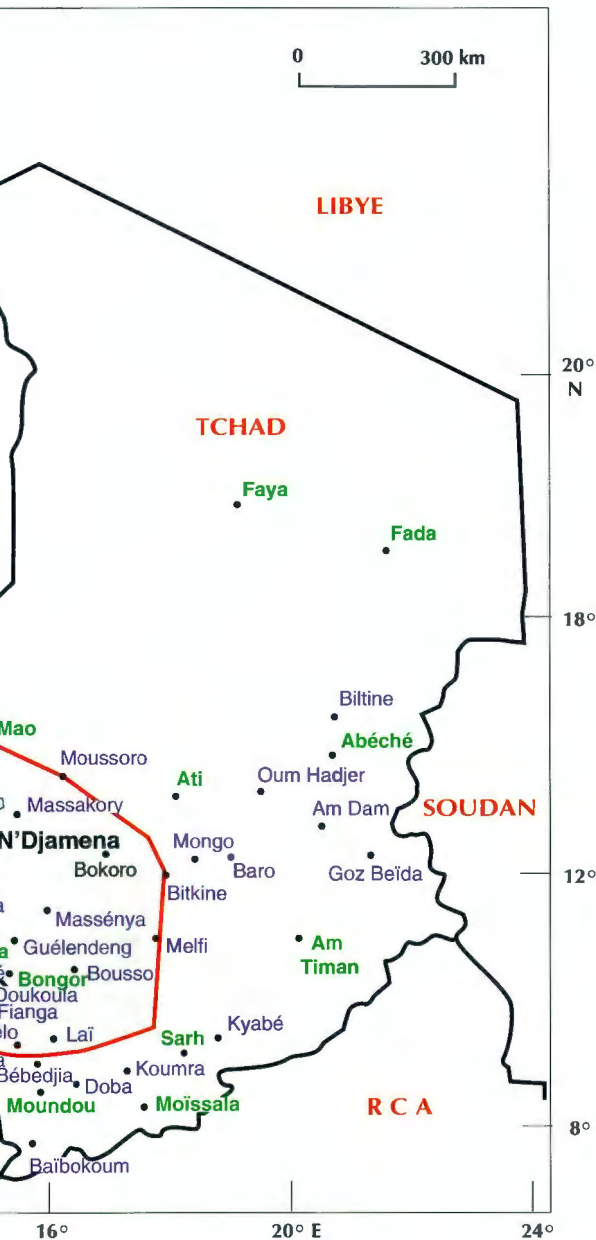 0 300 km
LIBYE
20°
N
TCHAD
Faya
Fada
18°
Biltine
Mao
Abéché
Moussoro
Ati
Oum Hadjer
Massakory
Am Dam
SOUDAN
N'Djamena
Mongo
Bokoro
Baro
Goz Beïda
12°
Bitkine
Massénya
Guélendeng
Melfi
Am
Timan
Bongor
Bousso
Doukoula
Fianga
Kyabé
Laï
Sarh
Koumra
Bébedjia
Doba
Moundou
Moïssala
R C A
8°
Baïbokoum
16° 20° E 24°